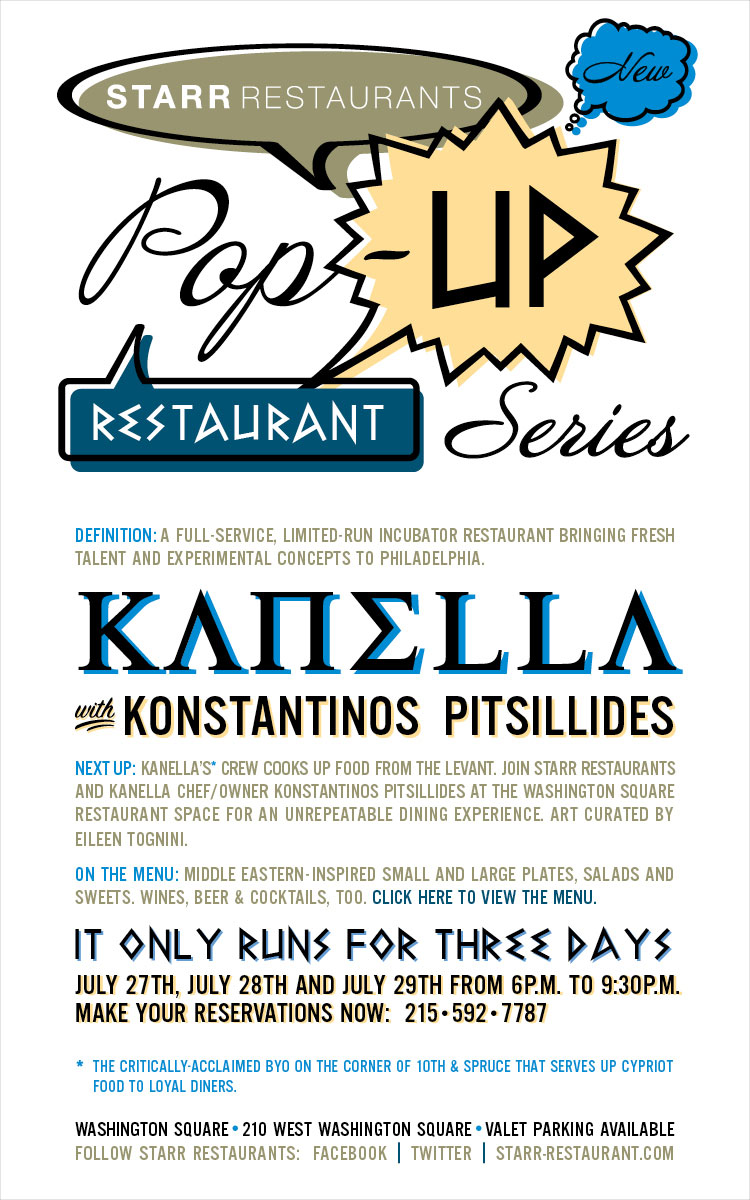 New
STARR RESTAURANTS
Pop-UP
RESTAURANT Series
DEFINITION: A FULL-SERVICE, LIMITED-RUN INCUBATOR RESTAURANT BRINGING FRESH
TALENT AND EXPERIMENTAL CONCEPTS TO PHILADELPHIA.
KΛΠΣLLΛ
with KONSTANTINOS PITSILLIDES
NEXT UP: KANELLA'S* CREW COOKS UP FOOD FROM THE LEVANT. JOIN STARR RESTAURANTS
AND KANELLA CHEF/OWNER KONSTANTINOS PITSILLIDES AT THE WASHINGTON SQUARE
RESTAURANT SPACE FOR AN UNREPEATABLE DINING EXPERIENCE. ART CURATED BY
EILEEN TOGNINI.
ON THE MENU: MIDDLE EASTERN-INSPIRED SMALL AND LARGE PLATES, SALADS AND
SWEETS. WINES, BEER & COCKTAILS, TOO. CLICK HERE TO VIEW THE MENU.
IT ONLY RUNS FOR THREE DAYS
JULY 27TH, JULY 28TH AND JULY 29TH FROM 6P.M. TO 9:30P.M.
MAKE YOUR RESERVATIONS NOW: 215•592•7787
* THE CRITICALLY-ACCLAIMED BYO ON THE CORNER OF 10TH & SPRUCE THAT SERVES UP CYPRIOT
FOOD TO LOYAL DINERS.
WASHINGTON SQUARE • 210 WEST WASHINGTON SQUARE • VALET PARKING AVAILABLE
FOLLOW STARR RESTAURANTS: FACEBOOK | TWITTER | STARR-RESTAURANT.COM